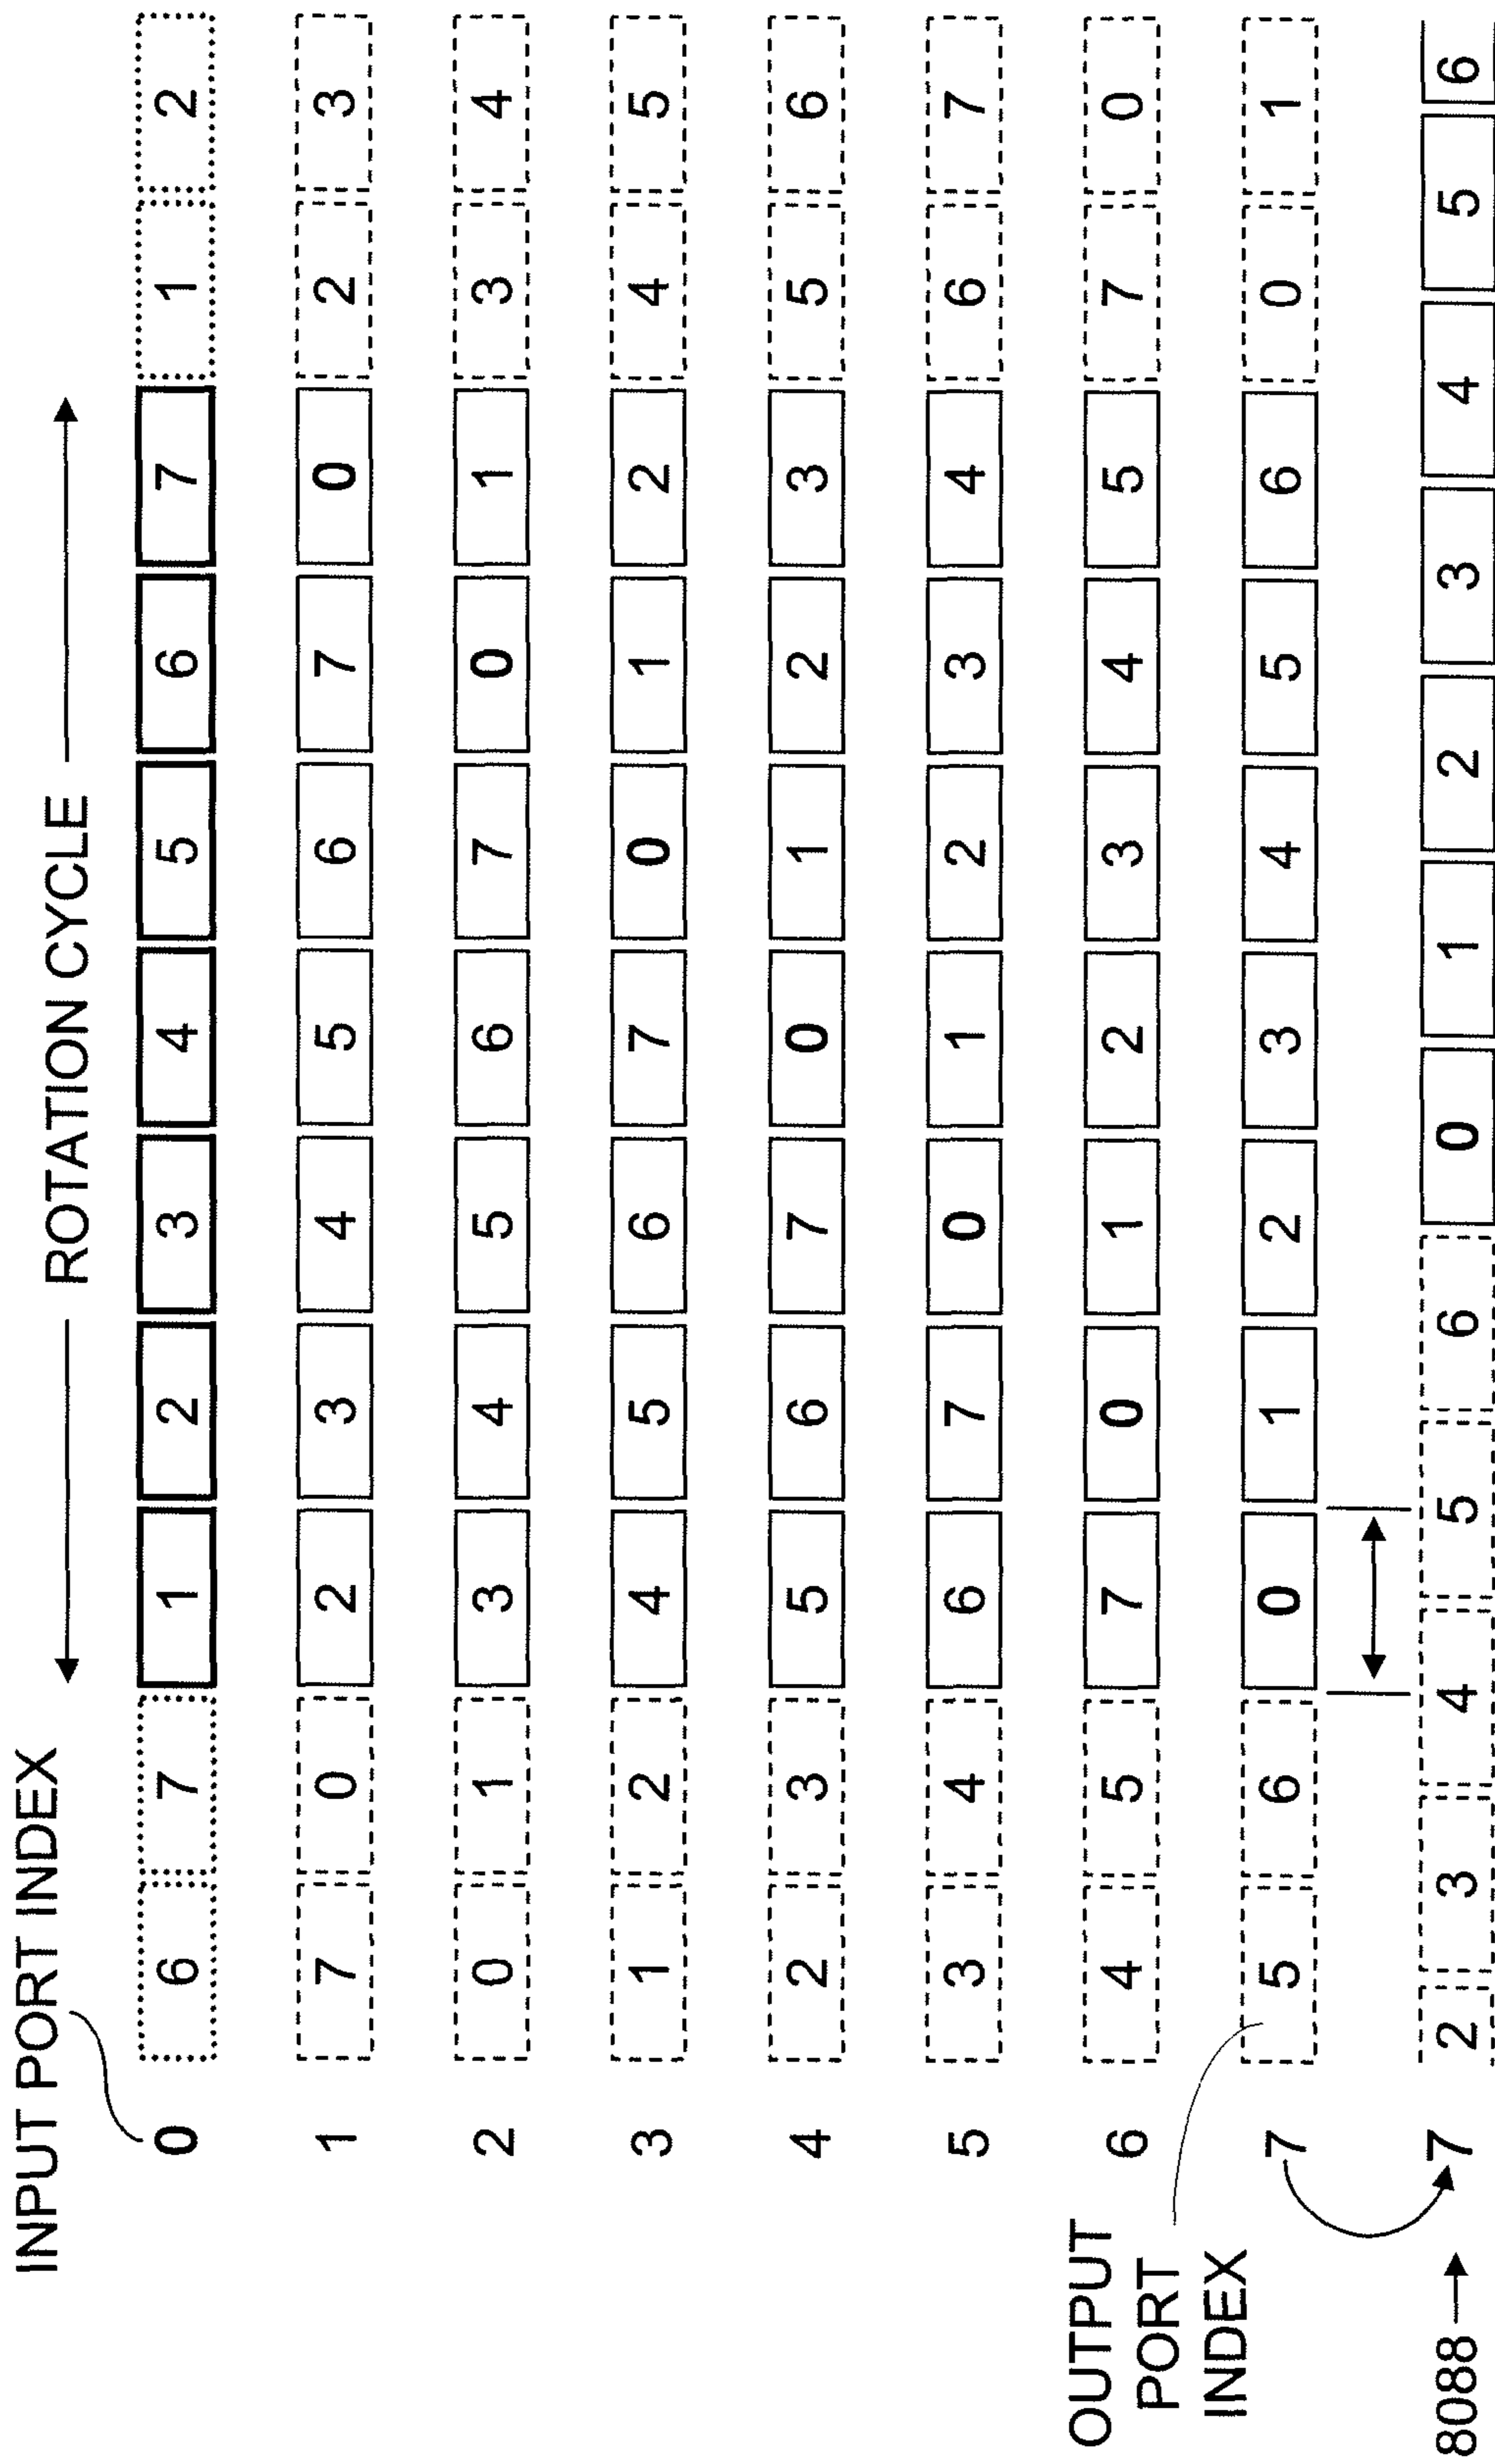 INPUT PORT INDEX
ROTATION CYCLE
0 6 7 1 2 3 4 5 6 7 1 2
1 7 0 2 3 4 5 6 7 0 2 3
2 0 1 3 4 5 6 7 0 1 3 4
3 1 2 4 5 6 7 0 1 2 4 5
4 2 3 5 6 7 0 1 2 3 5 6
5 3 4 6 7 0 1 2 3 4 6 7
6 4 5 7 0 1 2 3 4 5 7 0
7 5 6 0 1 2 3 4 5 6 0 1
OUTPUT
PORT
INDEX
8088 7 2 3 4 5 6 0 1 2 3 4 5 6